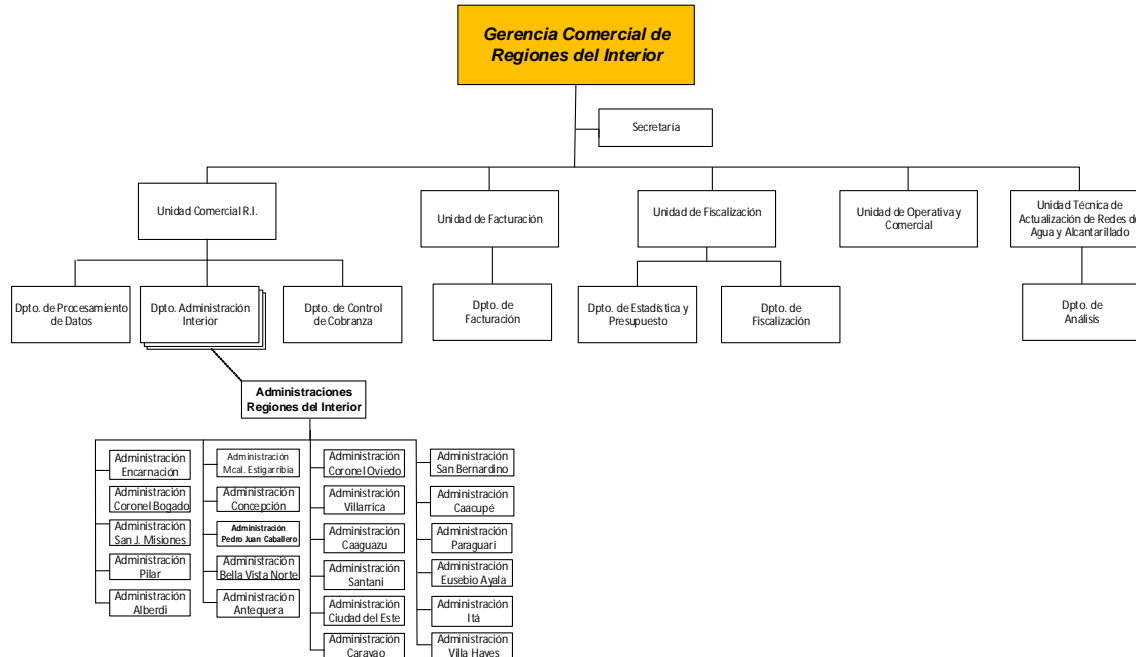 Gerencia Comercial de
Regiones del Interior
Secretaría
Unidad Comercial R.I.
Unidad de Facturación
Unidad de Fiscalización
Unidad de Operativa y
Comercial
Unidad Técnica de
Actualización de Redes de
Agua y Alcantarillado
Dpto. de Procesamiento
de Datos
Dpto. Administración
Interior
Dpto. de Control
de Cobranza
Dpto. de
Facturación
Dpto. de Estadística y
Presupuesto
Dpto. de
Fiscalización
Dpto. de
Análisis
Administraciones
Regiones del Interior
Administración
Encarnación
Administración
Coronel Bogado
Administración
San J. Misiones
Administración
Pilar
Administración
Alberdi
Administración
Mcal. Estigarribia
Administración
Concepción
Administración
Pedro Juan Caballero
Administración
Bella Vista Norte
Administración
Antequera
Administración
Coronel Oviedo
Administración
Villarrica
Administración
Caaguazu
Administración
Santaní
Administración
Ciudad del Este
Administración
Carayao
Administración
San Bernardino
Administración
Caacupé
Administración
Paraguarí
Administración
Eusebio Ayala
Administración
Itá
Administración
Villa Hayes